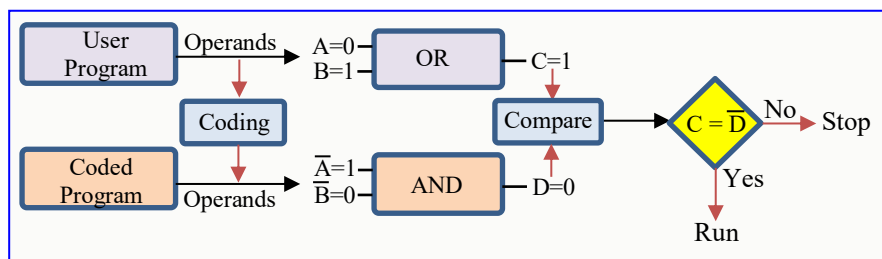 User
Program
Operands
A=0
B=1
OR
C=1
Coding
Compare
C = D̅
No
Stop
Yes
Run
Coded
Program
Operands
A̅=1
B̅=0
AND
D=0